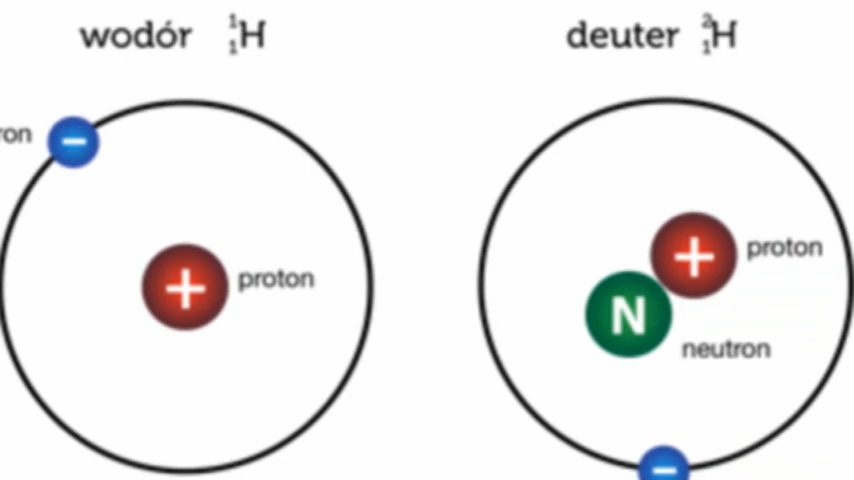 wodór ¹₁H
deuter ²₁H
ron
−
+ proton
+ proton
N
neutron
−